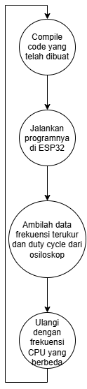 Compile
code yang
telah dibuat
Jalankan
programnya
di ESP32
Ambilah data
frekuensi terukur
dan duty cycle dari
osiloskop
Ulangi
dengan
frekuensi
CPU yang
berbeda